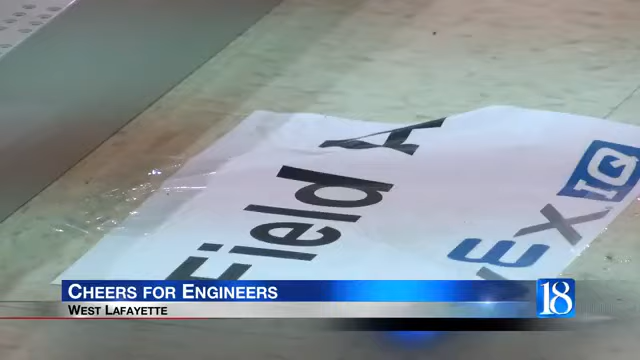 Field A
VEX IQ
CHEERS FOR ENGINEERS
WEST LAFAYETTE
18